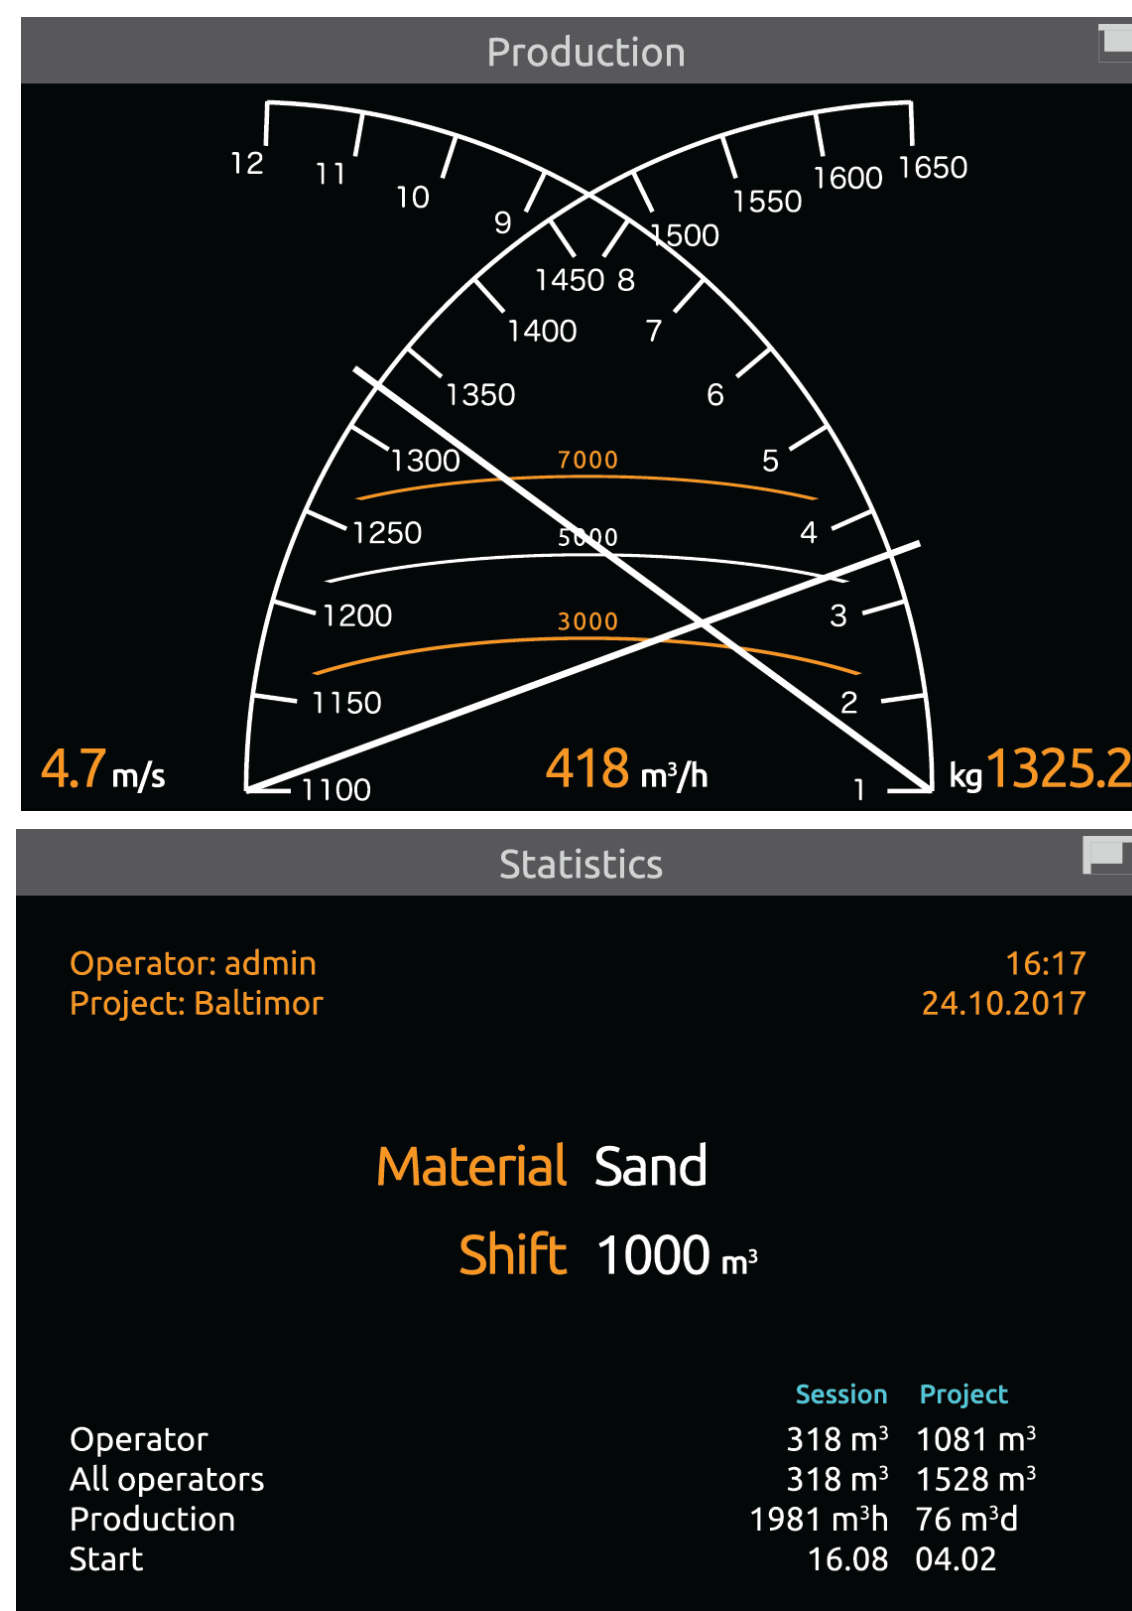 Production
12
11
10
9
1450 8
1500
1550
1600
1650
1400
7
1350
6
1300
7000
5
1250
5000
4
1200
3000
3
1150
2
4.7 m/s
1100
418 m³/h
1
kg 1325.2
Statistics
Operator: admin
16:17
Project: Baltimor
24.10.2017
Material Sand
Shift 1000 m³
Session Project
Operator 318 m³ 1081 m³
All operators 318 m³ 1528 m³
Production 1981 m³h 76 m³d
Start 16.08 04.02